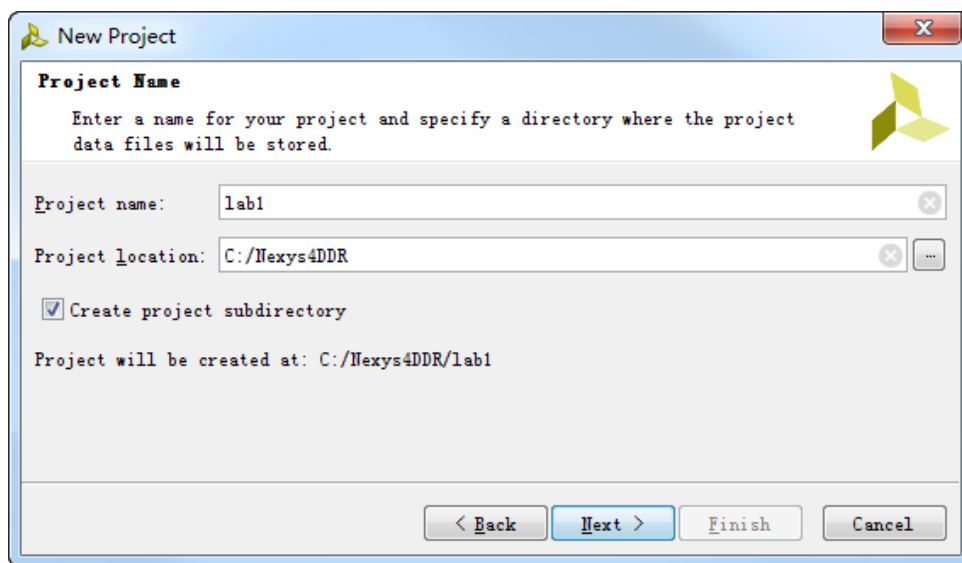 New Project
Project Name
Enter a name for your project and specify a directory where the project
data files will be stored.
Project name: lab1
Project location: C:/Nexys4DDR ...
Create project subdirectory
Project will be created at: C:/Nexys4DDR/lab1
< Back Next > Finish Cancel